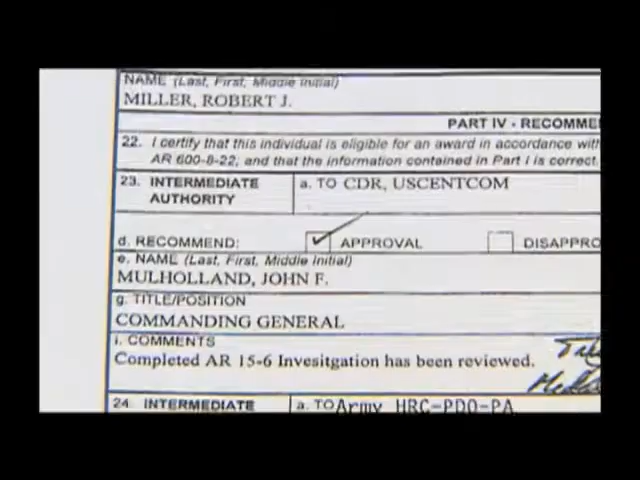 NAME (Last, First, Middle Initial)
MILLER, ROBERT J.
PART IV - RECOMME
22. I certify that this individual is eligible for an award in accordance with
AR 600-8-22, and that the information contained in Part I is correct.
23. INTERMEDIATE AUTHORITY
a. TO CDR, USCENTCOM
d. RECOMMEND: APPROVAL DISAPPRO
e. NAME (Last, First, Middle Initial)
MULHOLLAND, JOHN F.
g. TITLE/POSITION
COMMANDING GENERAL
i. COMMENTS
Completed AR 15-6 Invesitgation has been reviewed.
24. INTERMEDIATE a. TO Army HRC-PDO-PA